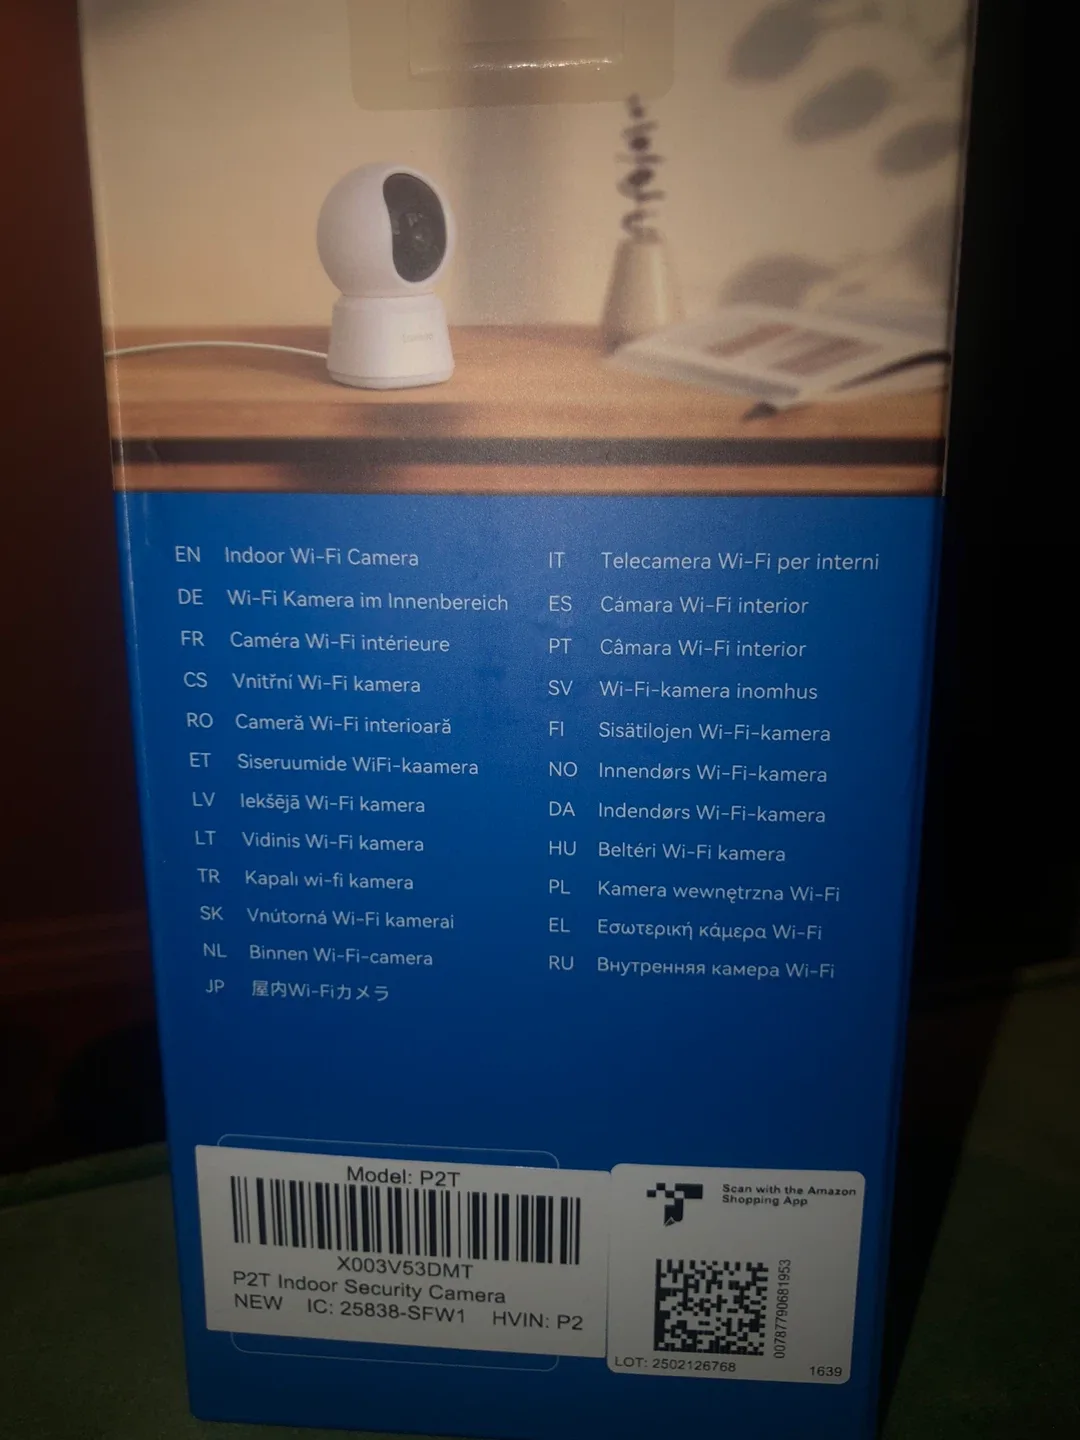 EN Indoor Wi-Fi Camera
DE Wi-Fi Kamera im Innenbereich
FR Caméra Wi-Fi intérieure
CS Vnitřní Wi-Fi kamera
RO Cameră Wi-Fi interioară
ET Siseruumide WiFi-kaamera
LV Iekšējā Wi-Fi kamera
LT Vidinis Wi-Fi kamera
TR Kapalı wi-fi kamera
SK Vnútorná Wi-Fi kamerai
NL Binnen Wi-Fi-camera
JP 屋内Wi-Fiカメラ
IT Telecamera Wi-Fi per interni
ES Cámara Wi-Fi interior
PT Câmara Wi-Fi interior
SV Wi-Fi-kamera inomhus
FI Sisätilojen Wi-Fi-kamera
NO Innendørs Wi-Fi-kamera
DA Indendørs Wi-Fi-kamera
HU Beltéri Wi-Fi kamera
PL Kamera wewnętrzna Wi-Fi
EL Εσωτερική κάμερα Wi-Fi
RU Внутренняя камера Wi-Fi
Model: P2T
X003V53DMT
P2T Indoor Security Camera
NEW IC: 25838-SFW1 HVIN: P2
Scan with the Amazon
Shopping App
0078779068195​3
LOT: 2502126768 1639